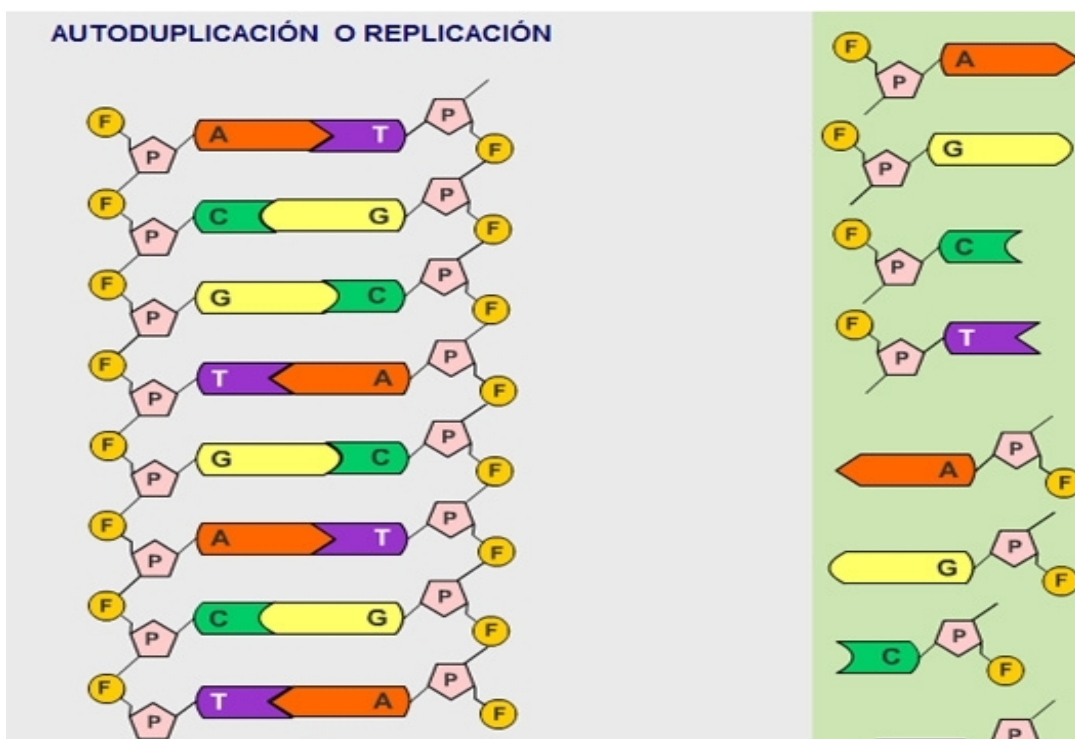 AUTODUPLICACIÓN O REPLICACIÓN
F P A T P F
F P C G P F
F P G C P F
F P T A P F
F P G C P F
F P A T P F
F P C G P F
F P T A P F
F P A
F P G
F P C
F P T
A P F
G P F
C P F
P